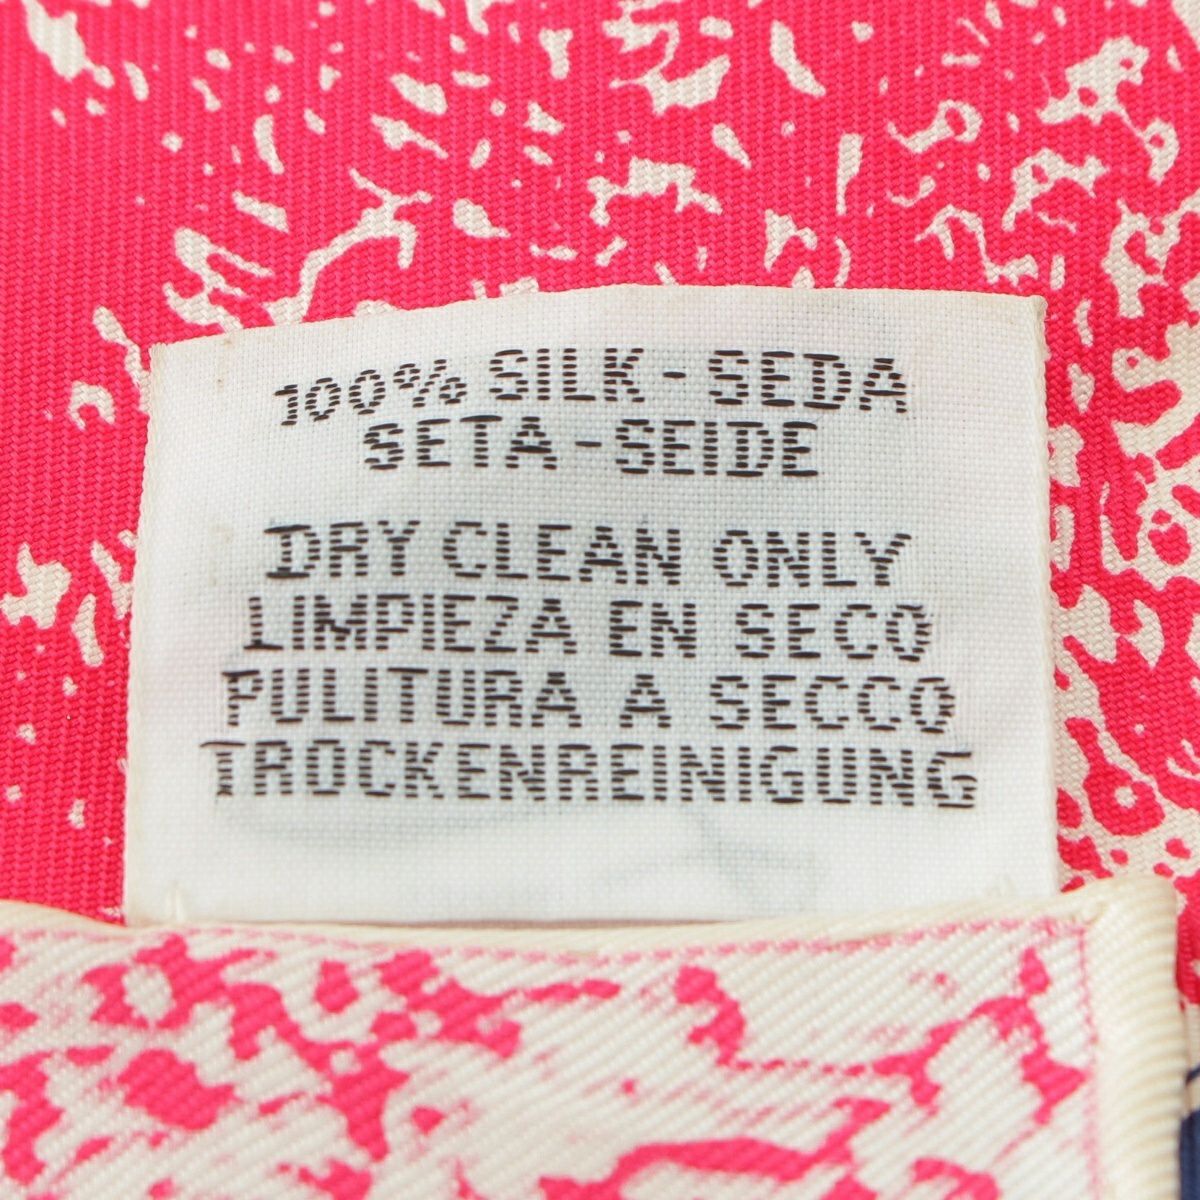 100% SILK - SEDA
SETA - SEIDE
DRY CLEAN ONLY
LIMPIEZA EN SECO
PULITURA A SECCO
TROCKENREINIGUNG